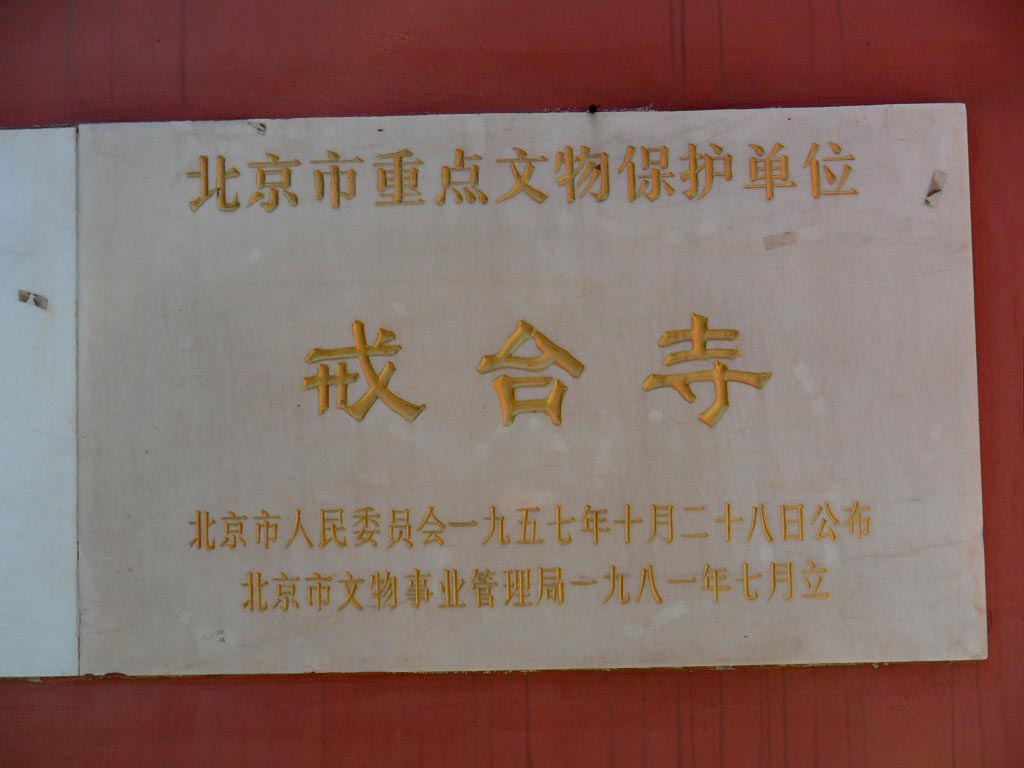 北京市重点文物保护单位
戒台寺
北京市人民委员会一九五七年十月二十八日公布
北京市文物事业管理局一九八一年七月立